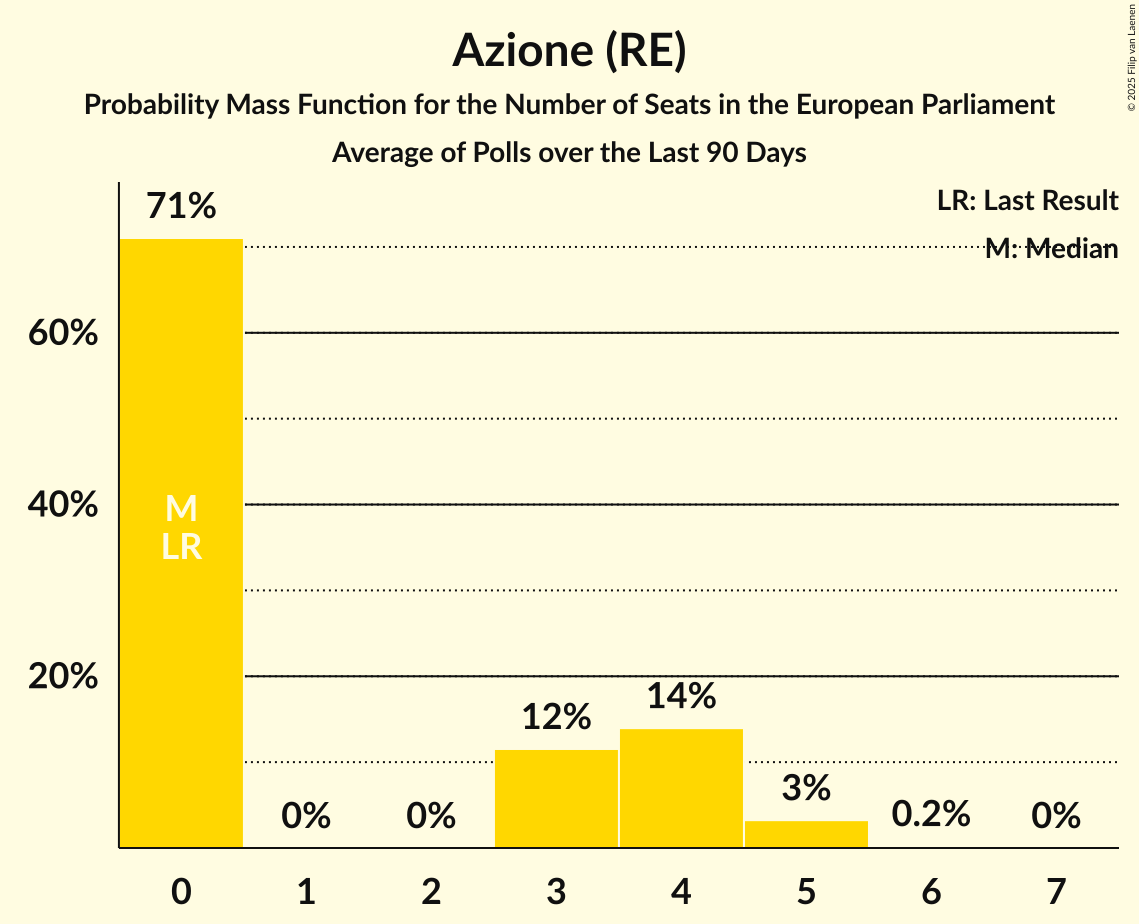 Azione (RE)
Probability Mass Function for the Number of Seats in the European Parliament
Average of Polls over the Last 90 Days
© 2025 Filip van Laenen
LR: Last Result
M: Median
71%
60%
40%
20%
M
LR
0%
0%
12%
14%
3%
0.2%
0%
0 1 2 3 4 5 6 7